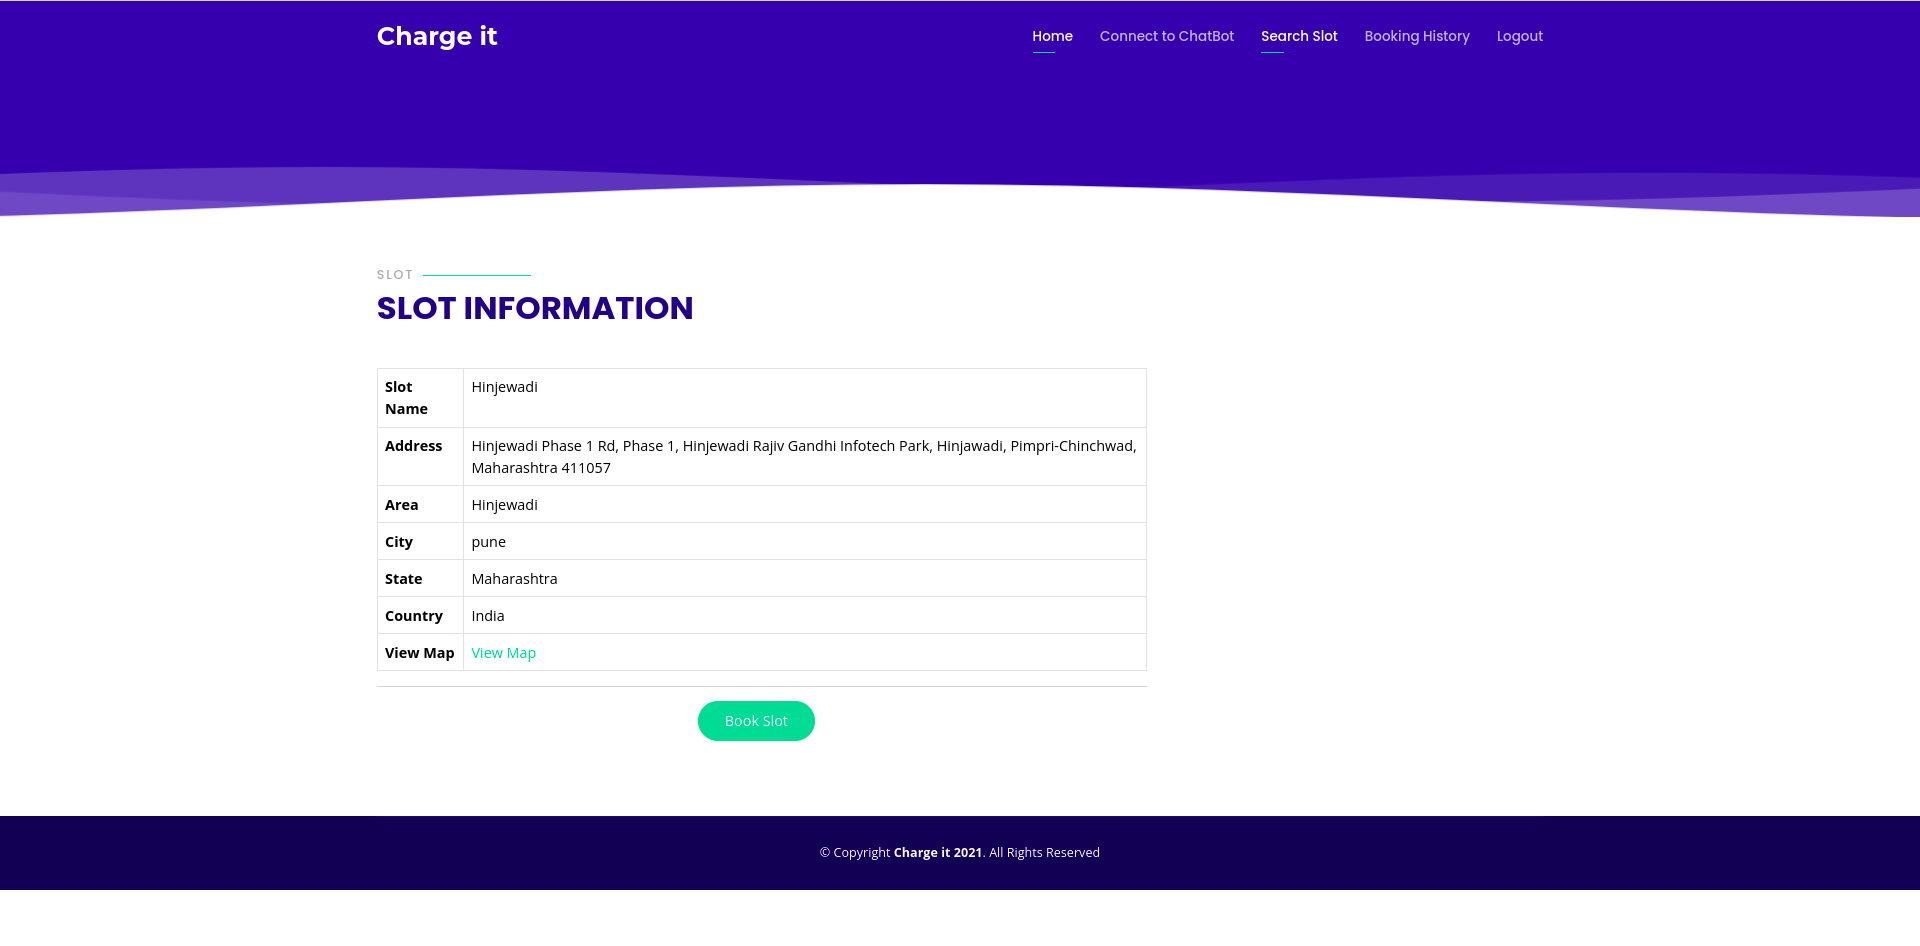 Charge it
Home Connect to ChatBot Search Slot Booking History Logout
SLOT
SLOT INFORMATION
Slot Name Hinjewadi
Address Hinjewadi Phase 1 Rd, Phase 1, Hinjewadi Rajiv Gandhi Infotech Park, Hinjawadi, Pimpri-Chinchwad,
Maharashtra 411057
Area Hinjewadi
City pune
State Maharashtra
Country India
View Map View Map
Book Slot
© Copyright Charge it 2021. All Rights Reserved